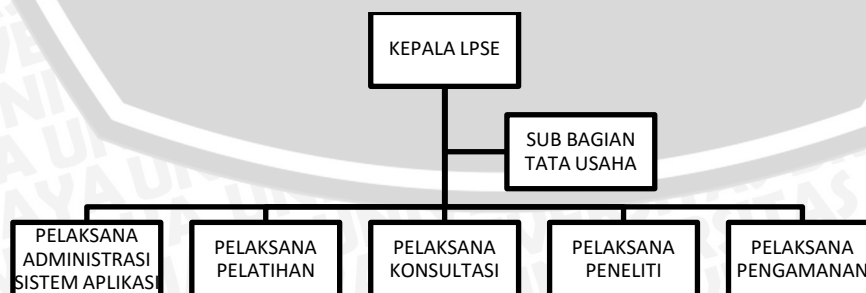 KEPALA LPSE
SUB BAGIAN
TATA USAHA
PELAKSANA
ADMINISTRASI
SISTEM APLIKASI
PELAKSANA
PELATIHAN
PELAKSANA
KONSULTASI
PELAKSANA
PENELITI
PELAKSANA
PENGAMANAN